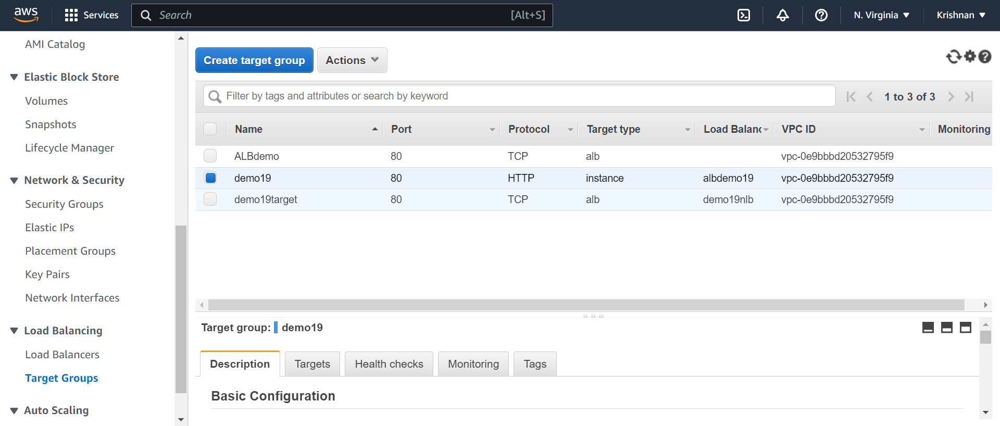 aws Services Search [Alt+S] N. Virginia Krishnan
AMI Catalog
Elastic Block Store
Volumes
Snapshots
Lifecycle Manager
Network & Security
Security Groups
Elastic IPs
Placement Groups
Key Pairs
Network Interfaces
Load Balancing
Load Balancers
Target Groups
Auto Scaling
Create target group Actions
Filter by tags and attributes or search by keyword 1 to 3 of 3
Name Port Protocol Target type Load Balanc VPC ID Monitoring
ALBdemo 80 TCP alb vpc-0e9bbbd20532795f9
demo19 80 HTTP instance albdemo19 vpc-0e9bbbd20532795f9
demo19target 80 TCP alb demo19nlb vpc-0e9bbbd20532795f9
Target group: demo19
Description Targets Health checks Monitoring Tags
Basic Configuration